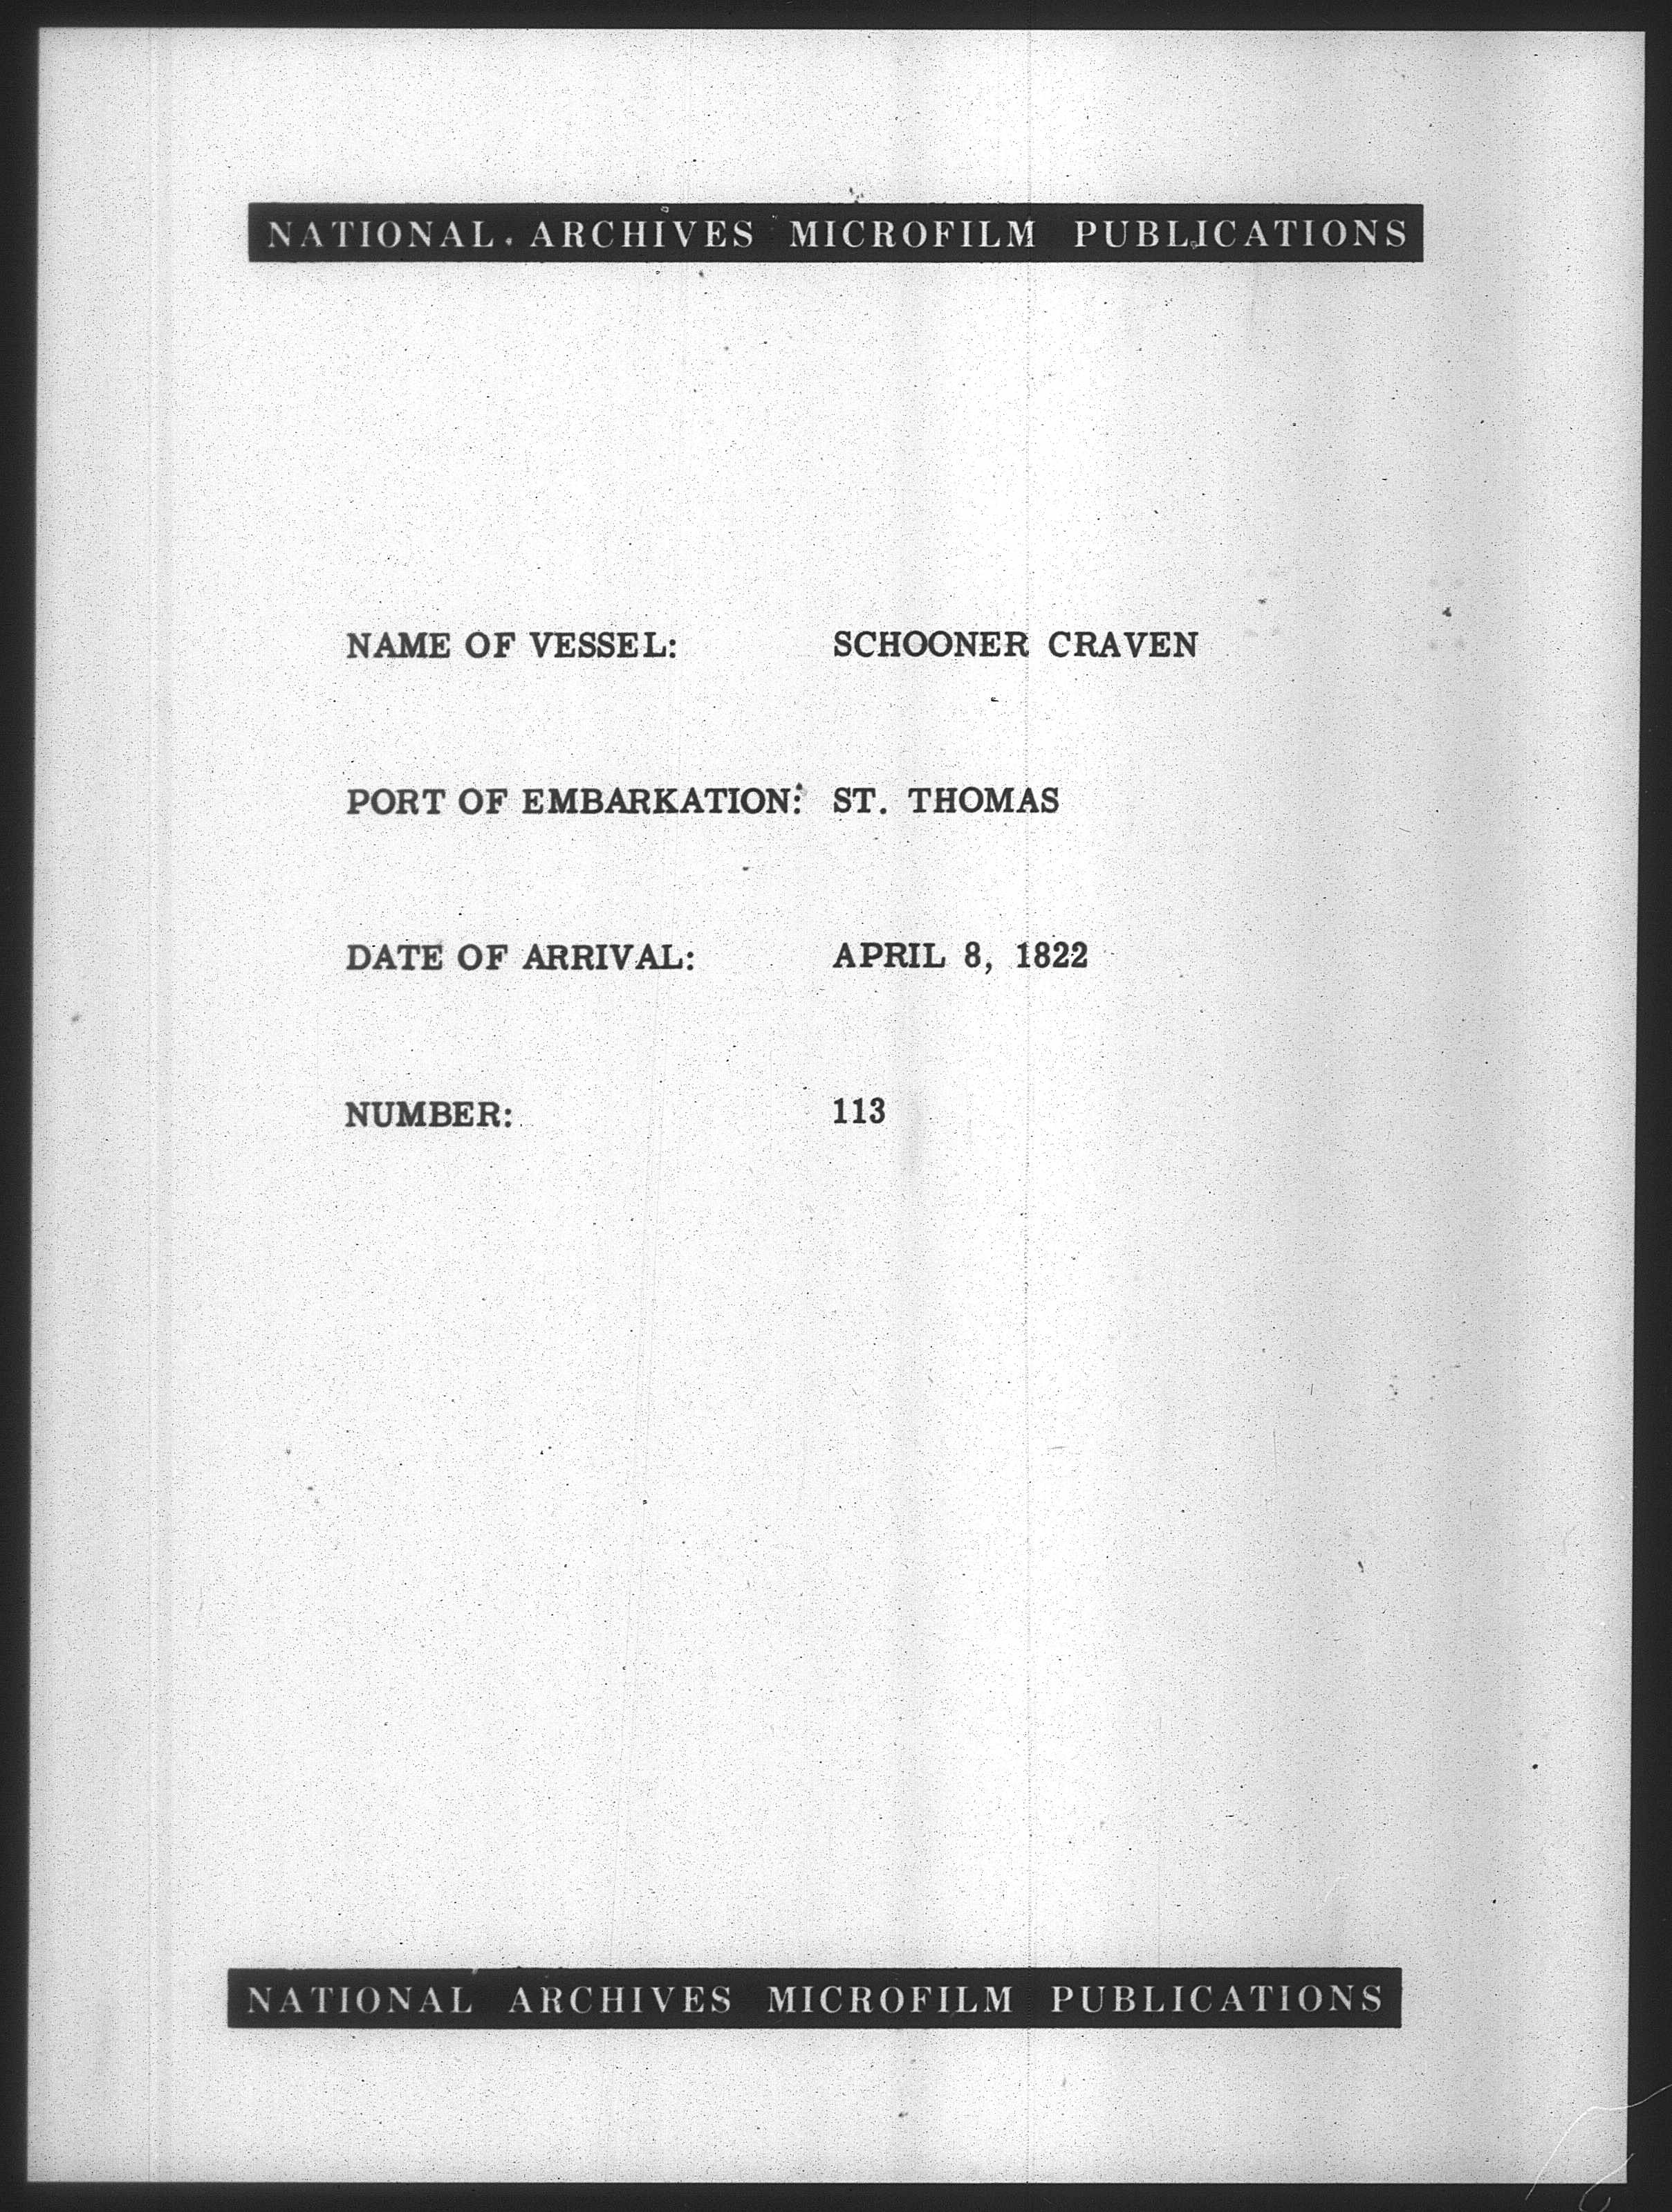 NATIONAL ARCHIVES MICROFILM PUBLICATIONS
NAME OF VESSEL: SCHOONER CRAVEN
PORT OF EMBARKATION: ST. THOMAS
DATE OF ARRIVAL: APRIL 8, 1822
NUMBER: 113
NATIONAL ARCHIVES MICROFILM PUBLICATIONS